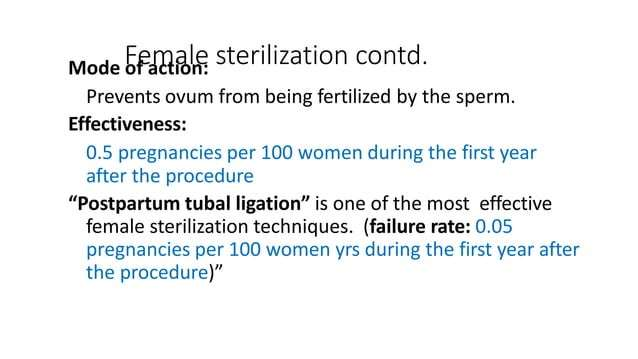 Female sterilization contd.
Mode of action:
Prevents ovum from being fertilized by the sperm.
Effectiveness:
0.5 pregnancies per 100 women during the first year
after the procedure
“Postpartum tubal ligation” is one of the most effective
female sterilization techniques. (failure rate: 0.05
pregnancies per 100 women yrs during the first year after
the procedure)”